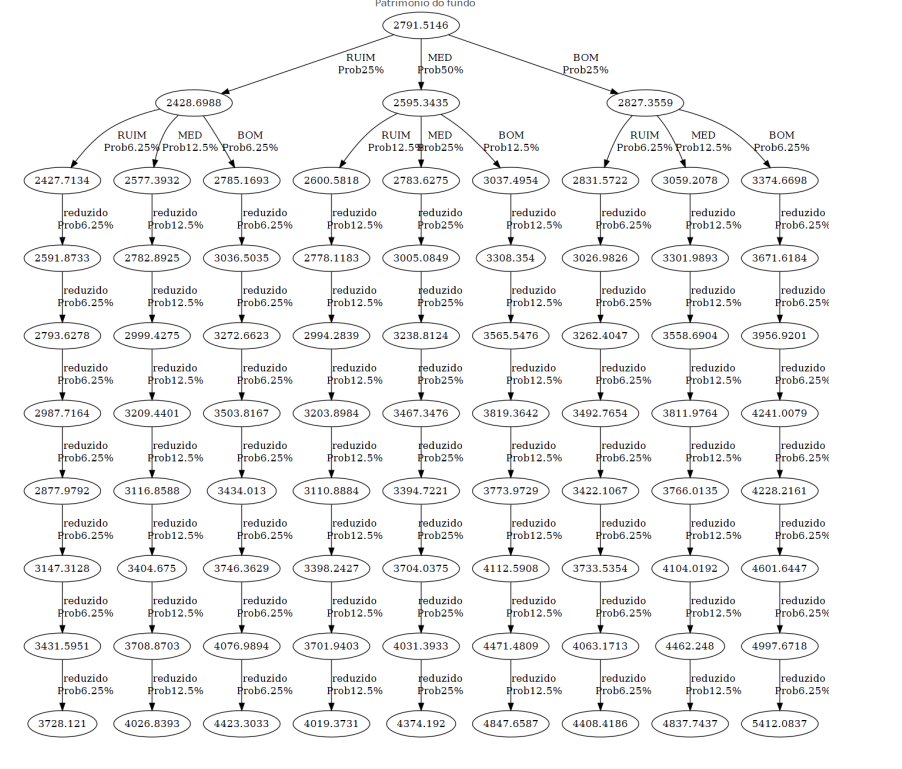 Patrimonio do fundo
2791.5146
RUIM MED BOM
Prob25% Prob50% Prob25%
2428.6988 2595.3435 2827.3559
RUIM MED BOM RUIM MED BOM RUIM MED BOM
Prob6.25% Prob12.5% Prob6.25% Prob12.5% Prob25% Prob12.5% Prob6.25% Prob12.5% Prob6.25%
2427.7134 2577.3932 2785.1693 2600.5818 2783.6275 3037.4954 2831.5722 3059.2078 3374.6698
reduzido reduzido reduzido reduzido reduzido reduzido reduzido reduzido reduzido
Prob6.25% Prob12.5% Prob6.25% Prob12.5% Prob25% Prob12.5% Prob6.25% Prob12.5% Prob6.25%
2591.8733 2782.8925 3036.5035 2778.1183 3005.0849 3308.354 3026.9826 3301.9893 3671.6184
reduzido reduzido reduzido reduzido reduzido reduzido reduzido reduzido reduzido
Prob6.25% Prob12.5% Prob6.25% Prob12.5% Prob25% Prob12.5% Prob6.25% Prob12.5% Prob6.25%
2793.6278 2999.4275 3272.6623 2994.2839 3238.8124 3565.5476 3262.4047 3558.6904 3956.9201
reduzido reduzido reduzido reduzido reduzido reduzido reduzido reduzido reduzido
Prob6.25% Prob12.5% Prob6.25% Prob12.5% Prob25% Prob12.5% Prob6.25% Prob12.5% Prob6.25%
2987.7164 3209.4401 3503.8167 3203.8984 3467.3476 3819.3642 3492.7654 3811.9764 4241.0079
reduzido reduzido reduzido reduzido reduzido reduzido reduzido reduzido reduzido
Prob6.25% Prob12.5% Prob6.25% Prob12.5% Prob25% Prob12.5% Prob6.25% Prob12.5% Prob6.25%
2877.9792 3116.8588 3434.013 3110.8884 3394.7221 3773.9729 3422.1067 3766.0135 4228.2161
reduzido reduzido reduzido reduzido reduzido reduzido reduzido reduzido reduzido
Prob6.25% Prob12.5% Prob6.25% Prob12.5% Prob25% Prob12.5% Prob6.25% Prob12.5% Prob6.25%
3147.3128 3404.675 3746.3629 3398.2427 3704.0375 4112.5908 3733.5354 4104.0192 4601.6447
reduzido reduzido reduzido reduzido reduzido reduzido reduzido reduzido reduzido
Prob6.25% Prob12.5% Prob6.25% Prob12.5% Prob25% Prob12.5% Prob6.25% Prob12.5% Prob6.25%
3431.5951 3708.8703 4076.9894 3701.9403 4031.3933 4471.4809 4063.1713 4462.248 4997.6718
reduzido reduzido reduzido reduzido reduzido reduzido reduzido reduzido reduzido
Prob6.25% Prob12.5% Prob6.25% Prob12.5% Prob25% Prob12.5% Prob6.25% Prob12.5% Prob6.25%
3728.121 4026.8393 4423.3033 4019.3731 4374.192 4847.6587 4408.4186 4837.7437 5412.0837